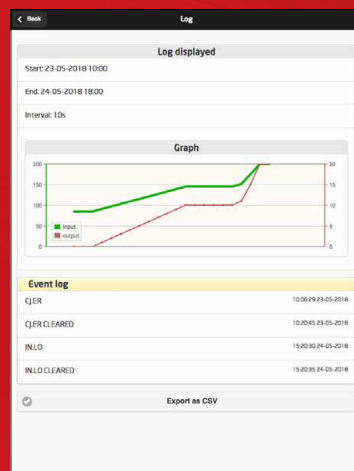 Back
Log
Log displayed
Start: 23-05-2018 10:00
End: 24-05-2018 18:00
Interval: 10s
Graph
200
20
150
15
100
10
50
5
0
0
Input
output
Event log
CJ.ER
10:06:29 23-05-2018
CJ.ER CLEARED
10:20:45 23-05-2018
IN.LO
15:20:30 24-05-2018
IN.LO CLEARED
15:20:35 24-05-2018
Export as CSV